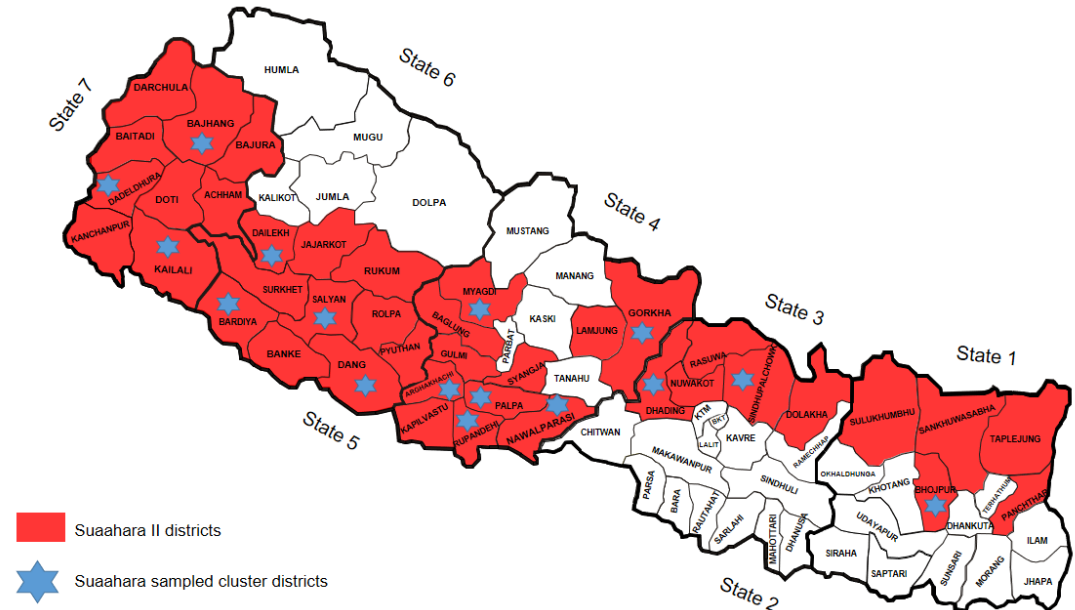 State 7
State 6
State 4
State 3
State 1
State 5
State 2
HUMLA
DARCHULA
BAJHANG
BAITADI
BAJURA
MUGU
DADELDHURA
DOTI
ACHHAM
KALIKOT
JUMLA
DOLPA
KANCHANPUR
KAILALI
DAILEKH
JAJARKOT
RUKUM
SURKHET
SALYAN
ROLPA
BARDIYA
BANKE
DANG
PYUTHAN
MUSTANG
MANANG
MYAGDI
KASKI
BAGLUNG
PARBAT
LAMJUNG
GORKHA
GULMI
SYANGJA
TANAHU
ARGHAKHACHI
PALPA
KAPILVASTU
RUPANDEHI
NAWALPARASI
CHITWAN
RASUWA
NUWAKOT
SINDHUPALCHOWK
DHADING
DOLAKHA
KTM
BKT
LALIT
KAVRE
RAMECHHAP
MAKAWANPUR
SINDHULI
PARSA
BARA
RAUTAHAT
SARLAHI
MAHOTTARI
DHANUSA
SULUKHUMBHU
SANKHUWASABHA
TAPLEJUNG
OKHALDHUNGA
KHOTANG
BHOJPUR
TERHATHUM
PANCHTHAR
UDAYAPUR
DHANKUTA
ILAM
SIRAHA
SAPTARI
SUNSARI
MORANG
JHAPA
Suaahara II districts
Suaahara sampled cluster districts